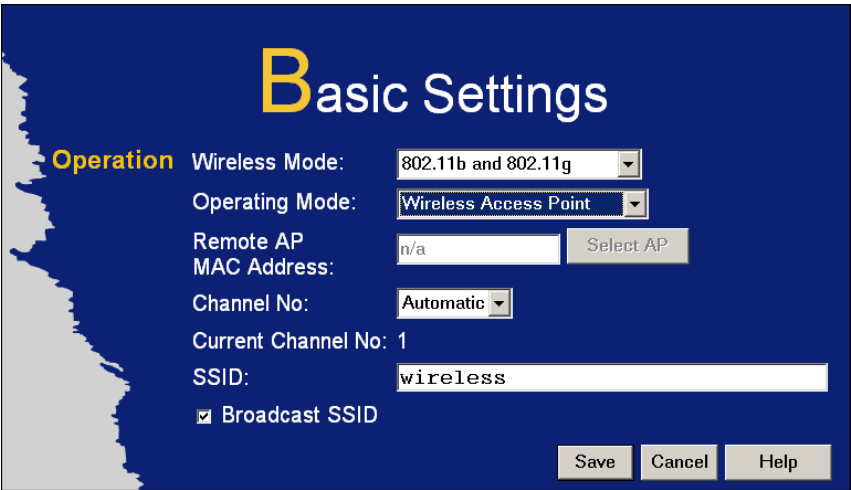 Basic Settings
Operation Wireless Mode: 802.11b and 802.11g
Operating Mode: Wireless Access Point
Remote AP
MAC Address: n/a Select AP
Channel No: Automatic
Current Channel No: 1
SSID: wireless
Broadcast SSID
Save Cancel Help